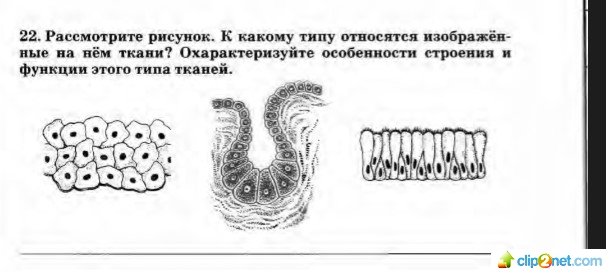 22. Рассмотрите рисунок. К какому типу относятся изображён-
ные на нём ткани? Охарактеризуйте особенности строения и
функции этого типа тканей.
clip2net.com